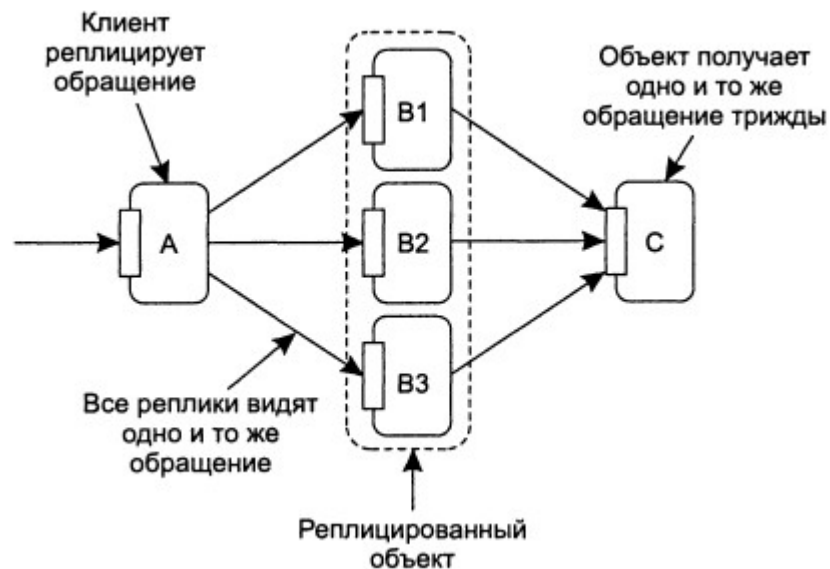 Клиент
реплицирует
обращение
Объект получает
одно и то же
обращение трижды
B1
A
B2
C
B3
Все реплики видят
одно и то же
обращение
Реплицированный
объект